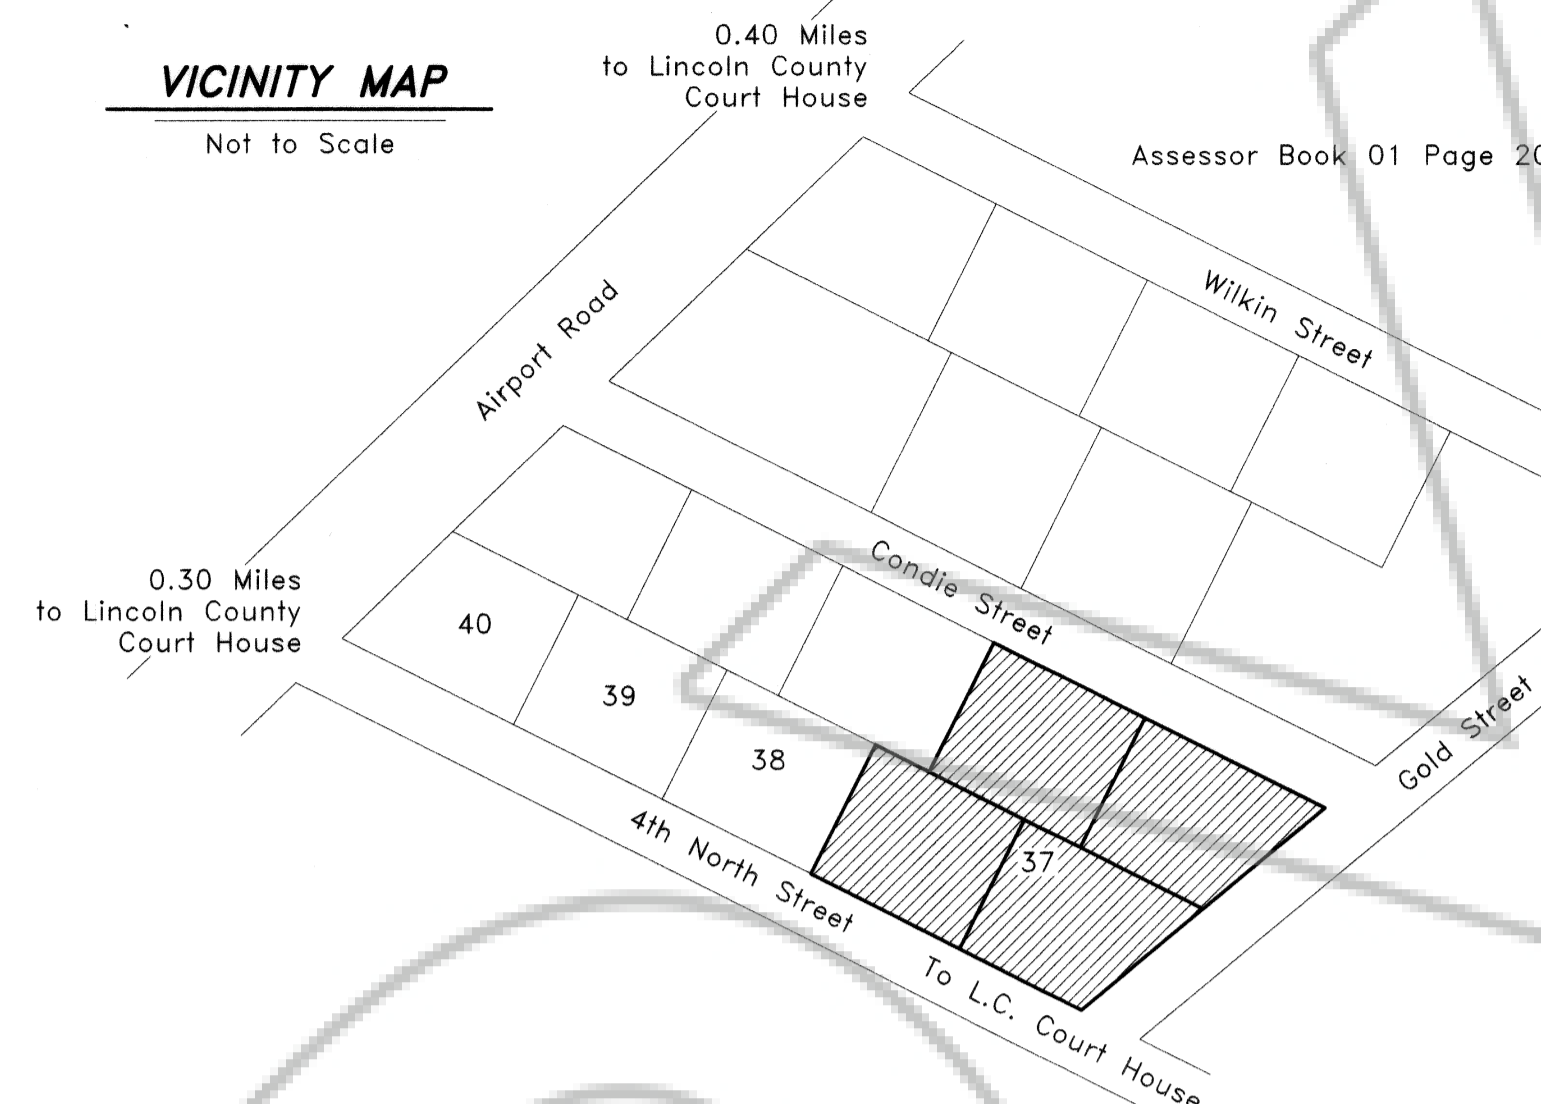 VICINITY MAP
Not to Scale
0.40 Miles
to Lincoln County
Court House
Assessor Book 01 Page 20
Wilkin Street
Airport Road
Condie Street
0.30 Miles
to Lincoln County
Court House
40
39
38
37
Gold Street
4th North Street
To L.C. Court House